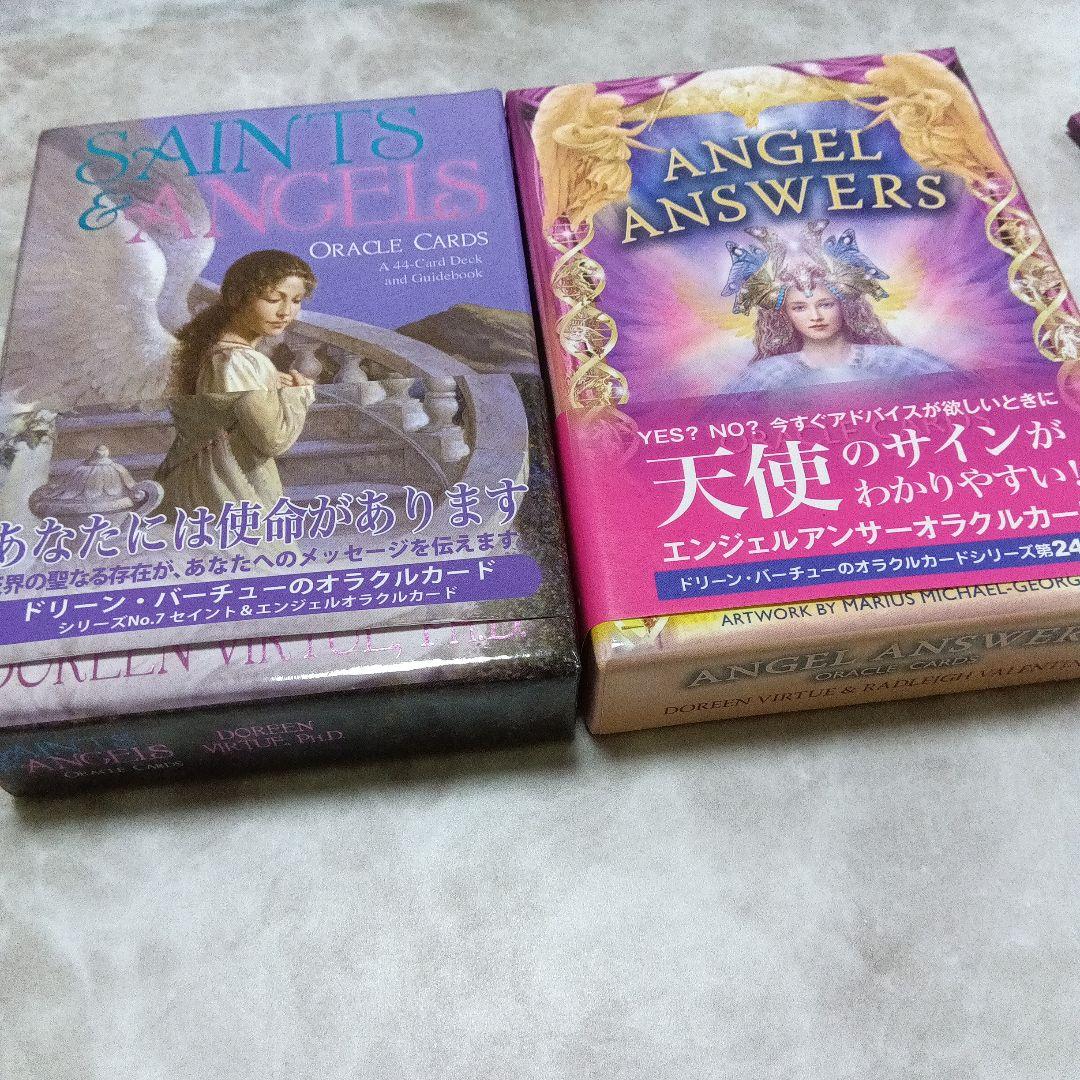 SAINTS
& ANGELS
ORACLE CARDS
A 44-Card Deck
and Guidebook
あなたには使命があります
界の聖なる存在が、あなたへのメッセージを伝えます
ドリーン・バーチューのオラクルカード
シリーズNo.7 セイント&エンジェルオラクルカード
DOREEN VIRTUE, PH.D.
SAINTS
ANGELS
ORACLE CARDS
DOREEN
VIRTUE, PH.D
ANGEL
ANSWERS
YES? NO? 今すぐアドバイスが欲しいときに
天使のサインが
わかりやすい!
エンジェルアンサーオラクルカー
ドリーン・バーチューのオラクルカードシリーズ第24
ARTWORK BY MARIUS MICHAEL-GEORG
ANGEL ANSWER
ORACLE CARDS
DOREEN VIRTUE & RADLEIGH VALENTIN